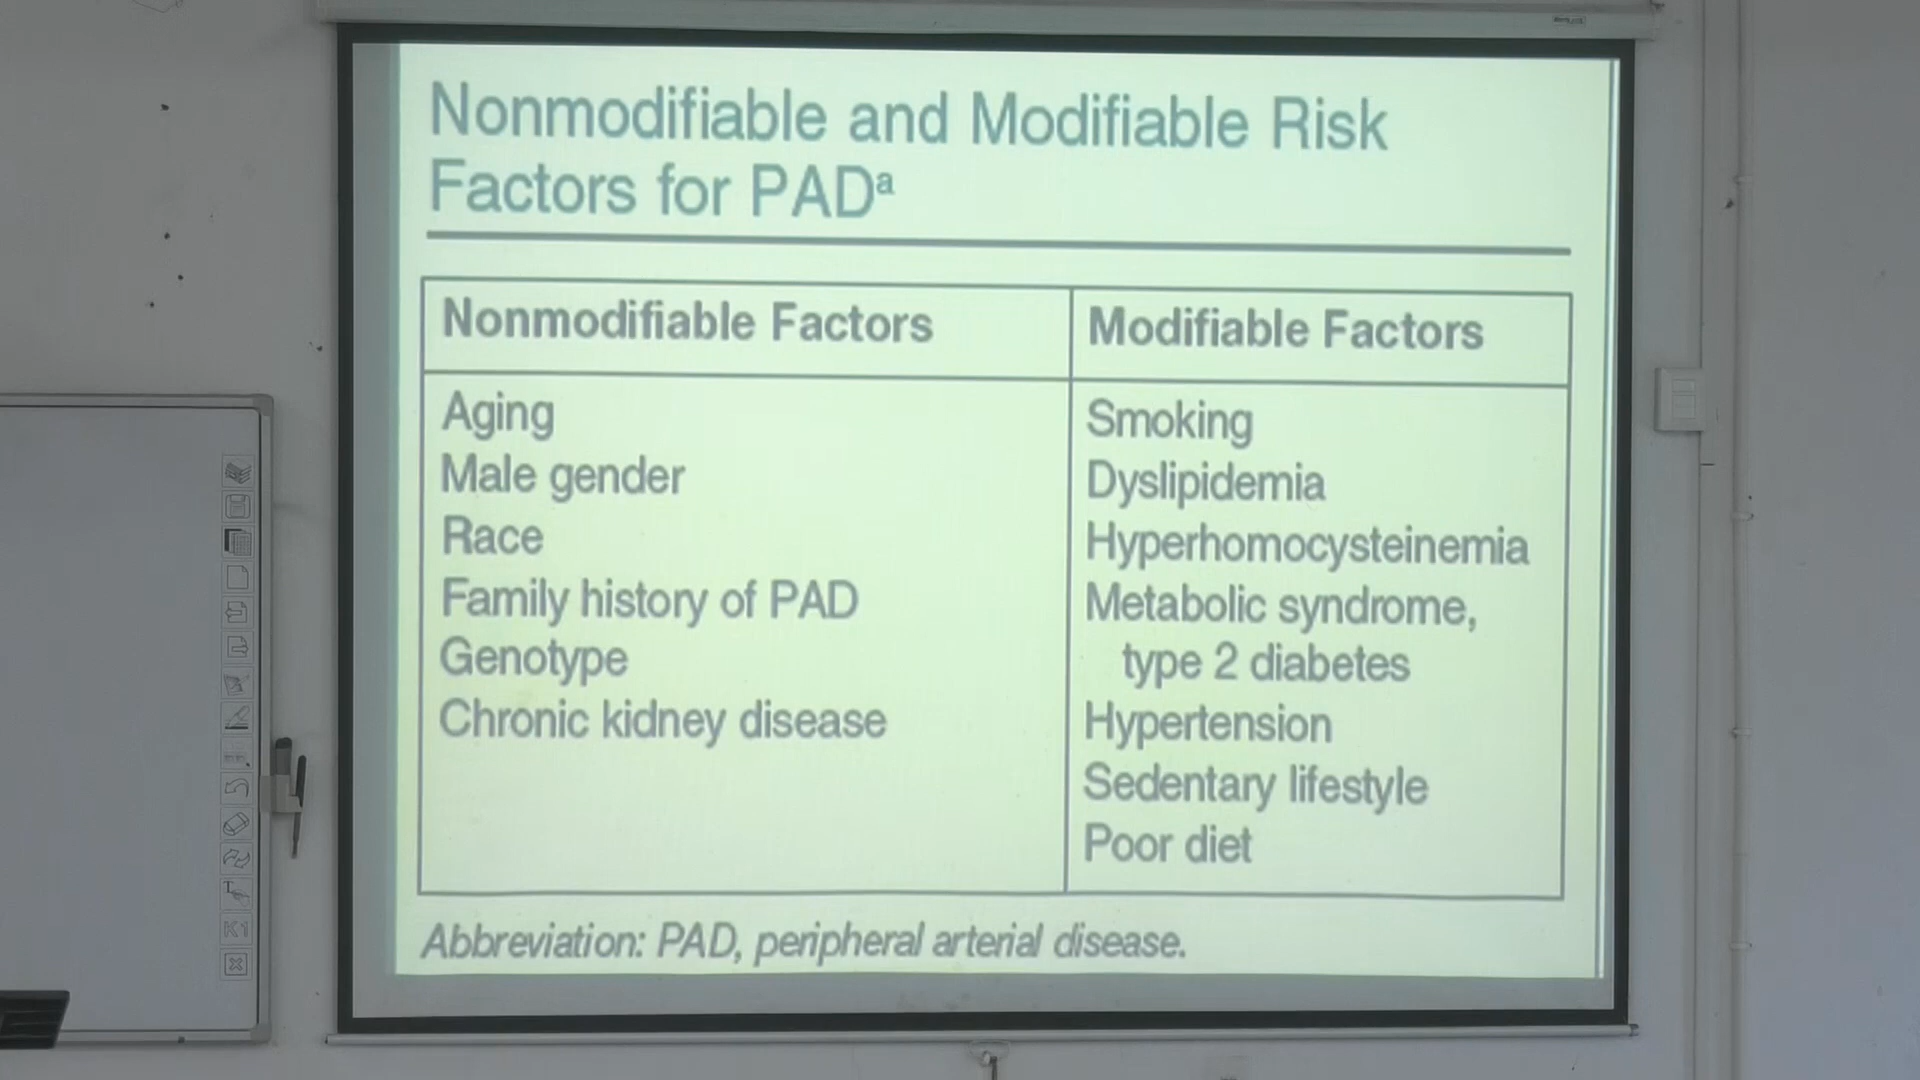 Nonmodifiable and Modifiable Risk
Factors for PADa
Nonmodifiable Factors
Aging
Male gender
Race
Family history of PAD
Genotype
Chronic kidney disease
Modifiable Factors
Smoking
Dyslipidemia
Hyperhomocysteinemia
Metabolic syndrome,
type 2 diabetes
Hypertension
Sedentary lifestyle
Poor diet
Abbreviation: PAD, peripheral arterial disease.
K1